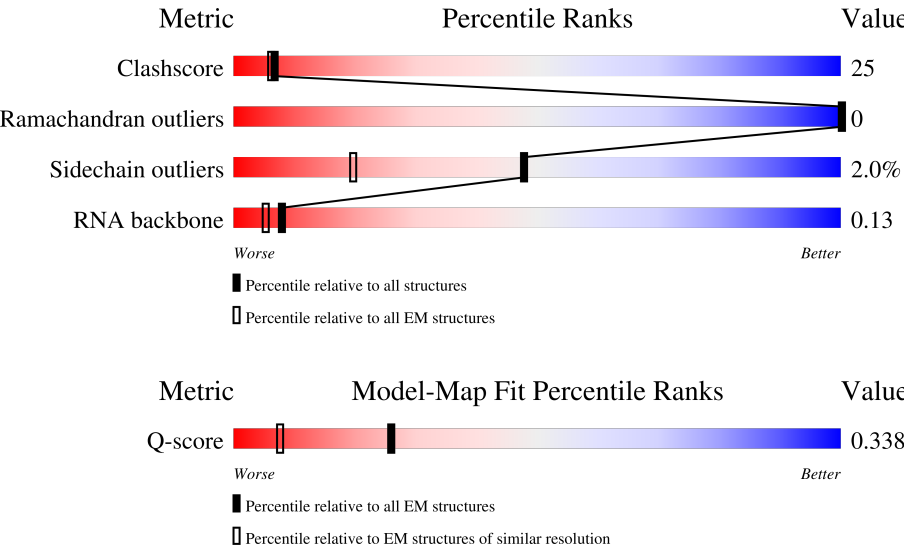 Metric Percentile Ranks Value
Clashscore 25
Ramachandran outliers 0
Sidechain outliers 2.0%
RNA backbone 0.13
Worse Better
Percentile relative to all structures
Percentile relative to all EM structures
Metric Model-Map Fit Percentile Ranks Value
Q-score 0.338
Worse Better
Percentile relative to all EM structures
Percentile relative to EM structures of similar resolution